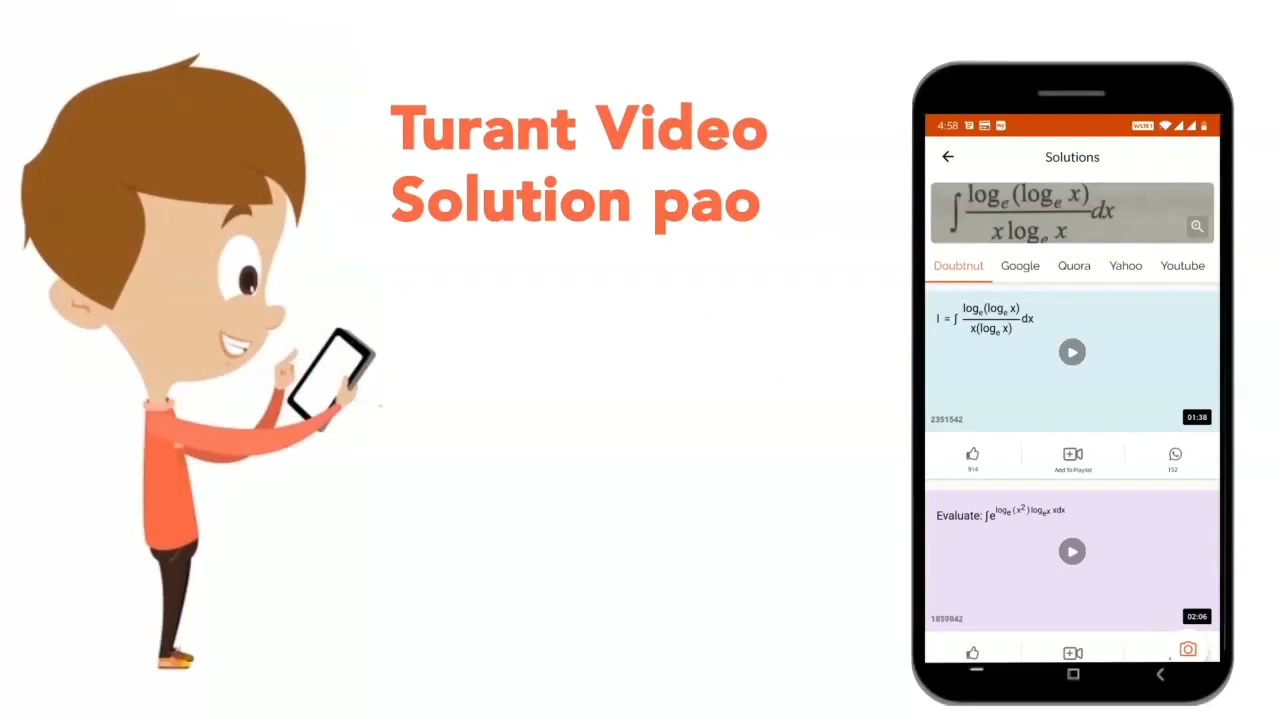 Turant Video
Solution pao
4:58
Solutions
∫ logₑ(logₑ x) / x logₑ x dx
Doubtnut Google Quora Yahoo Youtube
I = ∫ logₑ(logₑ x) / x(logₑ x) dx
2351542
01:38
914 Add To Playlist 152
Evaluate: ∫e^logₑ(x²)logₑx xdx
1859842
02:06